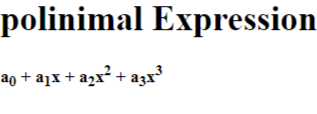 polinimal Expression
a₀ + a₁x + a₂x² + a₃x³